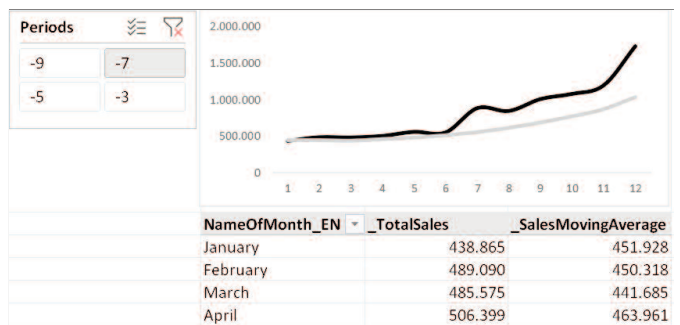 Periods
-9 -7
-5 -3
2.000.000
1.500.000
1.000.000
500.000
0
1 2 3 4 5 6 7 8 9 10 11 12
NameOfMonth_EN _TotalSales _SalesMovingAverage
January 438.865 451.928
February 489.090 450.318
March 485.575 441.685
April 506.399 463.961